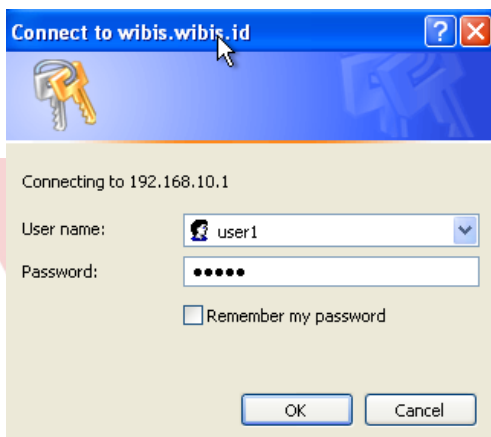 Connect to wibis.wibis.id
Connecting to 192.168.10.1
User name: user1
Password: •••••
Remember my password
OK Cancel